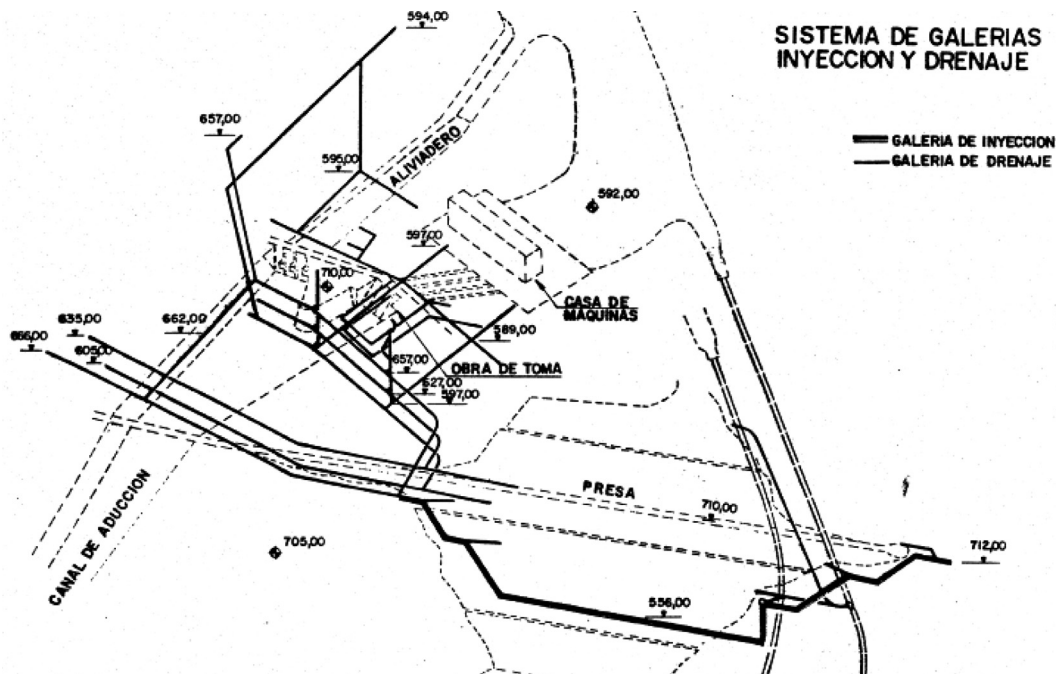 594,00
SISTEMA DE GALERIAS
INYECCION Y DRENAJE
657,00
GALERIA DE INYECCION
GALERIA DE DRENAJE
595,00
ALIVIADERO
592,00
597,00
710,00
CASA DE
MAQUINAS
635,00
662,00
666,00
605,00
589,00
657,00
OBRA DE TOMA
627,00
597,00
PRESA
710,00
CANAL DE ADUCCION
705,00
712,00
556,00